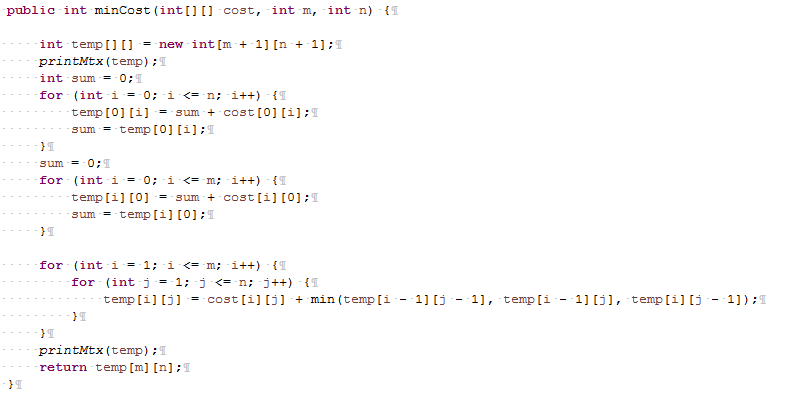 public int minCost(int[][] cost, int m, int n) {

    int temp[][] = new int[m + 1][n + 1];
    printMtx(temp);
    int sum = 0;
    for (int i = 0; i <= n; i++) {
        temp[0][i] = sum + cost[0][i];
        sum = temp[0][i];
    }
    sum = 0;
    for (int i = 0; i <= m; i++) {
        temp[i][0] = sum + cost[i][0];
        sum = temp[i][0];
    }

    for (int i = 1; i <= m; i++) {
        for (int j = 1; j <= n; j++) {
            temp[i][j] = cost[i][j] + min(temp[i - 1][j - 1], temp[i - 1][j], temp[i][j - 1]);
        }
    }
    printMtx(temp);
    return temp[m][n];
}